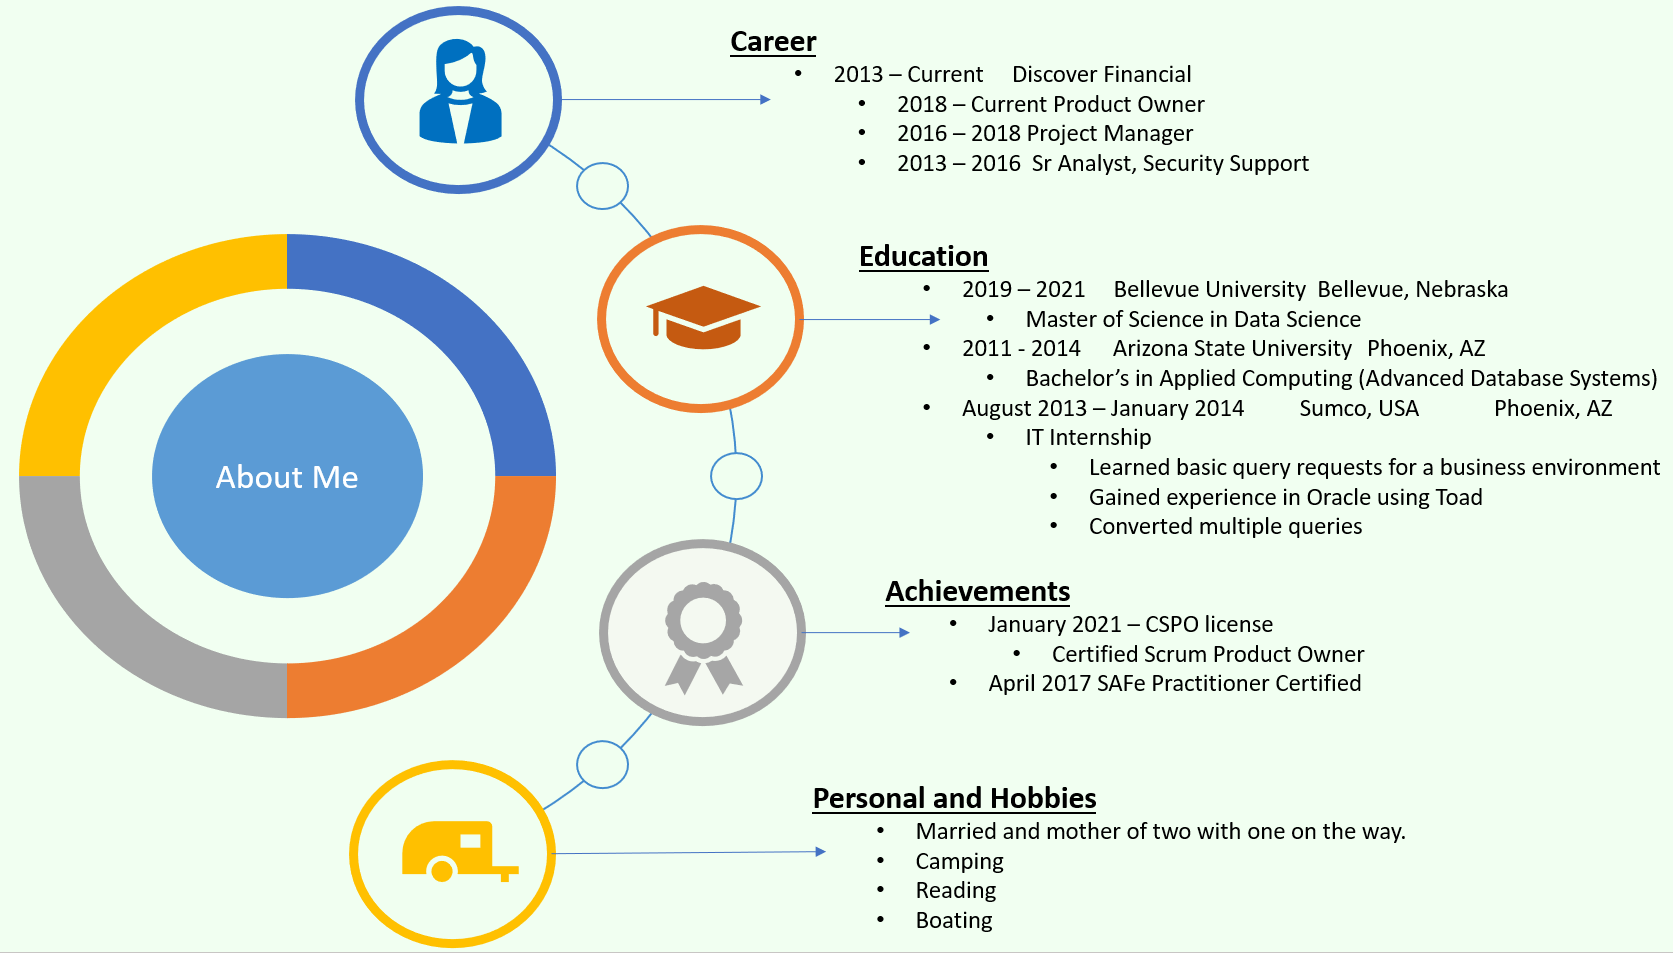 About Me
Career
• 2013 – Current Discover Financial
• 2018 – Current Product Owner
• 2016 – 2018 Project Manager
• 2013 – 2016 Sr Analyst, Security Support
Education
• 2019 – 2021 Bellevue University Bellevue, Nebraska
• Master of Science in Data Science
• 2011 - 2014 Arizona State University Phoenix, AZ
• Bachelor’s in Applied Computing (Advanced Database Systems)
• August 2013 – January 2014 Sumco, USA Phoenix, AZ
• IT Internship
• Learned basic query requests for a business environment
• Gained experience in Oracle using Toad
• Converted multiple queries
Achievements
• January 2021 – CSPO license
• Certified Scrum Product Owner
• April 2017 SAFe Practitioner Certified
Personal and Hobbies
• Married and mother of two with one on the way.
• Camping
• Reading
• Boating